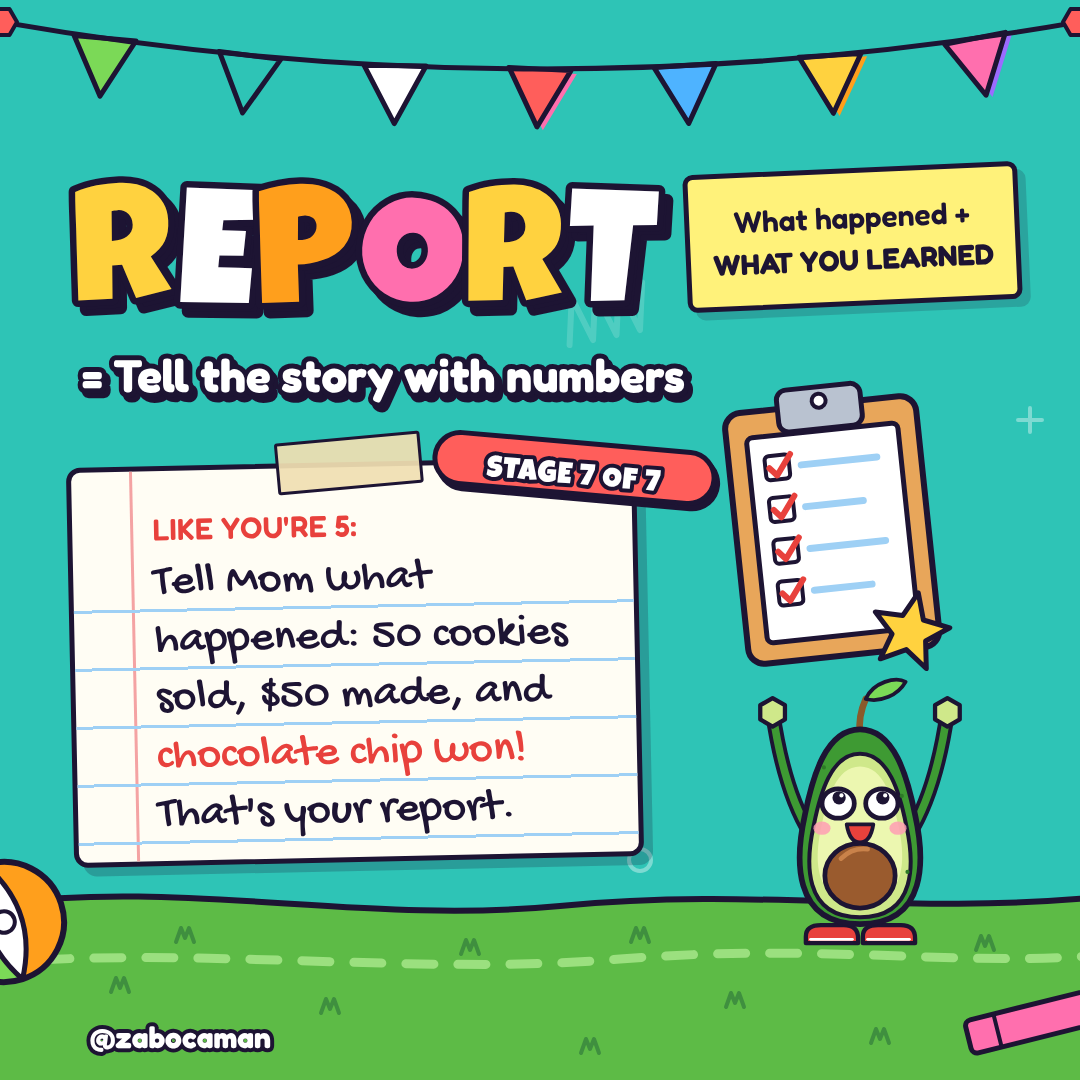 REPORT
What happened +
WHAT YOU LEARNED
= Tell the story with numbers
STAGE 7 OF 7
LIKE YOU'RE 5:
Tell Mom what
happened: 50 cookies
sold, $50 made, and
chocolate chip won!
That's your report.
@zabocaman